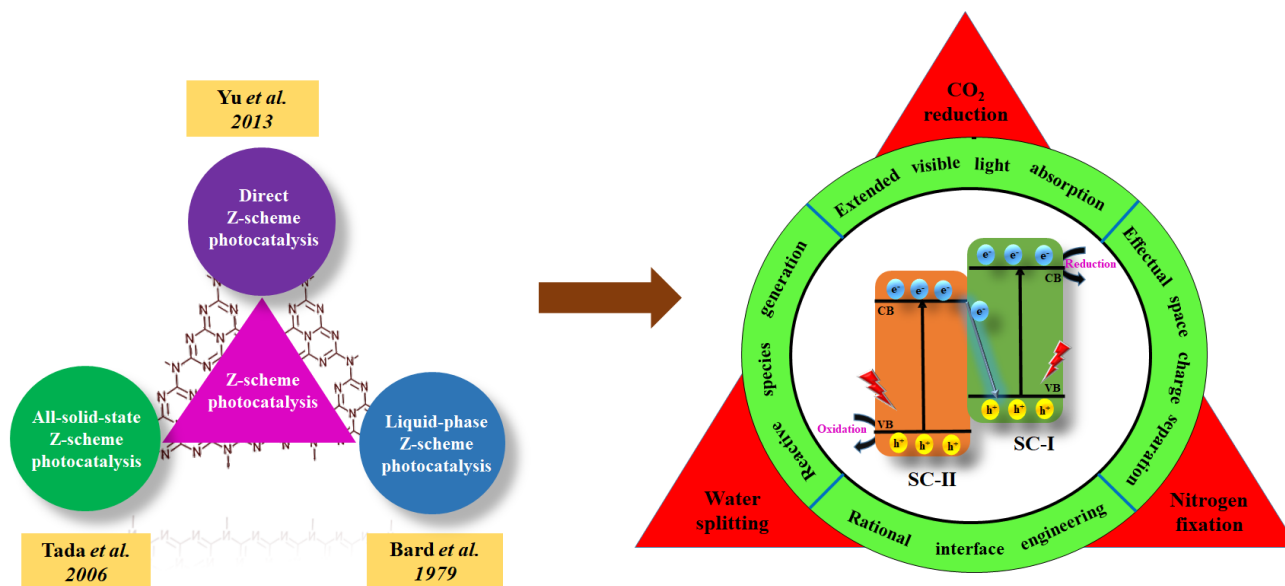 Yu et al.
2013
Direct
Z-scheme
photocatalysis
Z-scheme
photocatalysis
All-solid-state
Z-scheme
photocatalysis
Liquid-phase
Z-scheme
photocatalysis
Tada et al.
2006
Bard et al.
1979
CO₂
reduction
Extended visible light absorption
Effectual space charge separation
Rational interface engineering
Reactive species generation
e⁻ e⁻ e⁻
CB
Reduction
e⁻ e⁻ e⁻
CB
e⁻
VB
h⁺ h⁺ h⁺
SC-I
Oxidation
VB
h⁺ h⁺ h⁺
SC-II
Water
splitting
Nitrogen
fixation